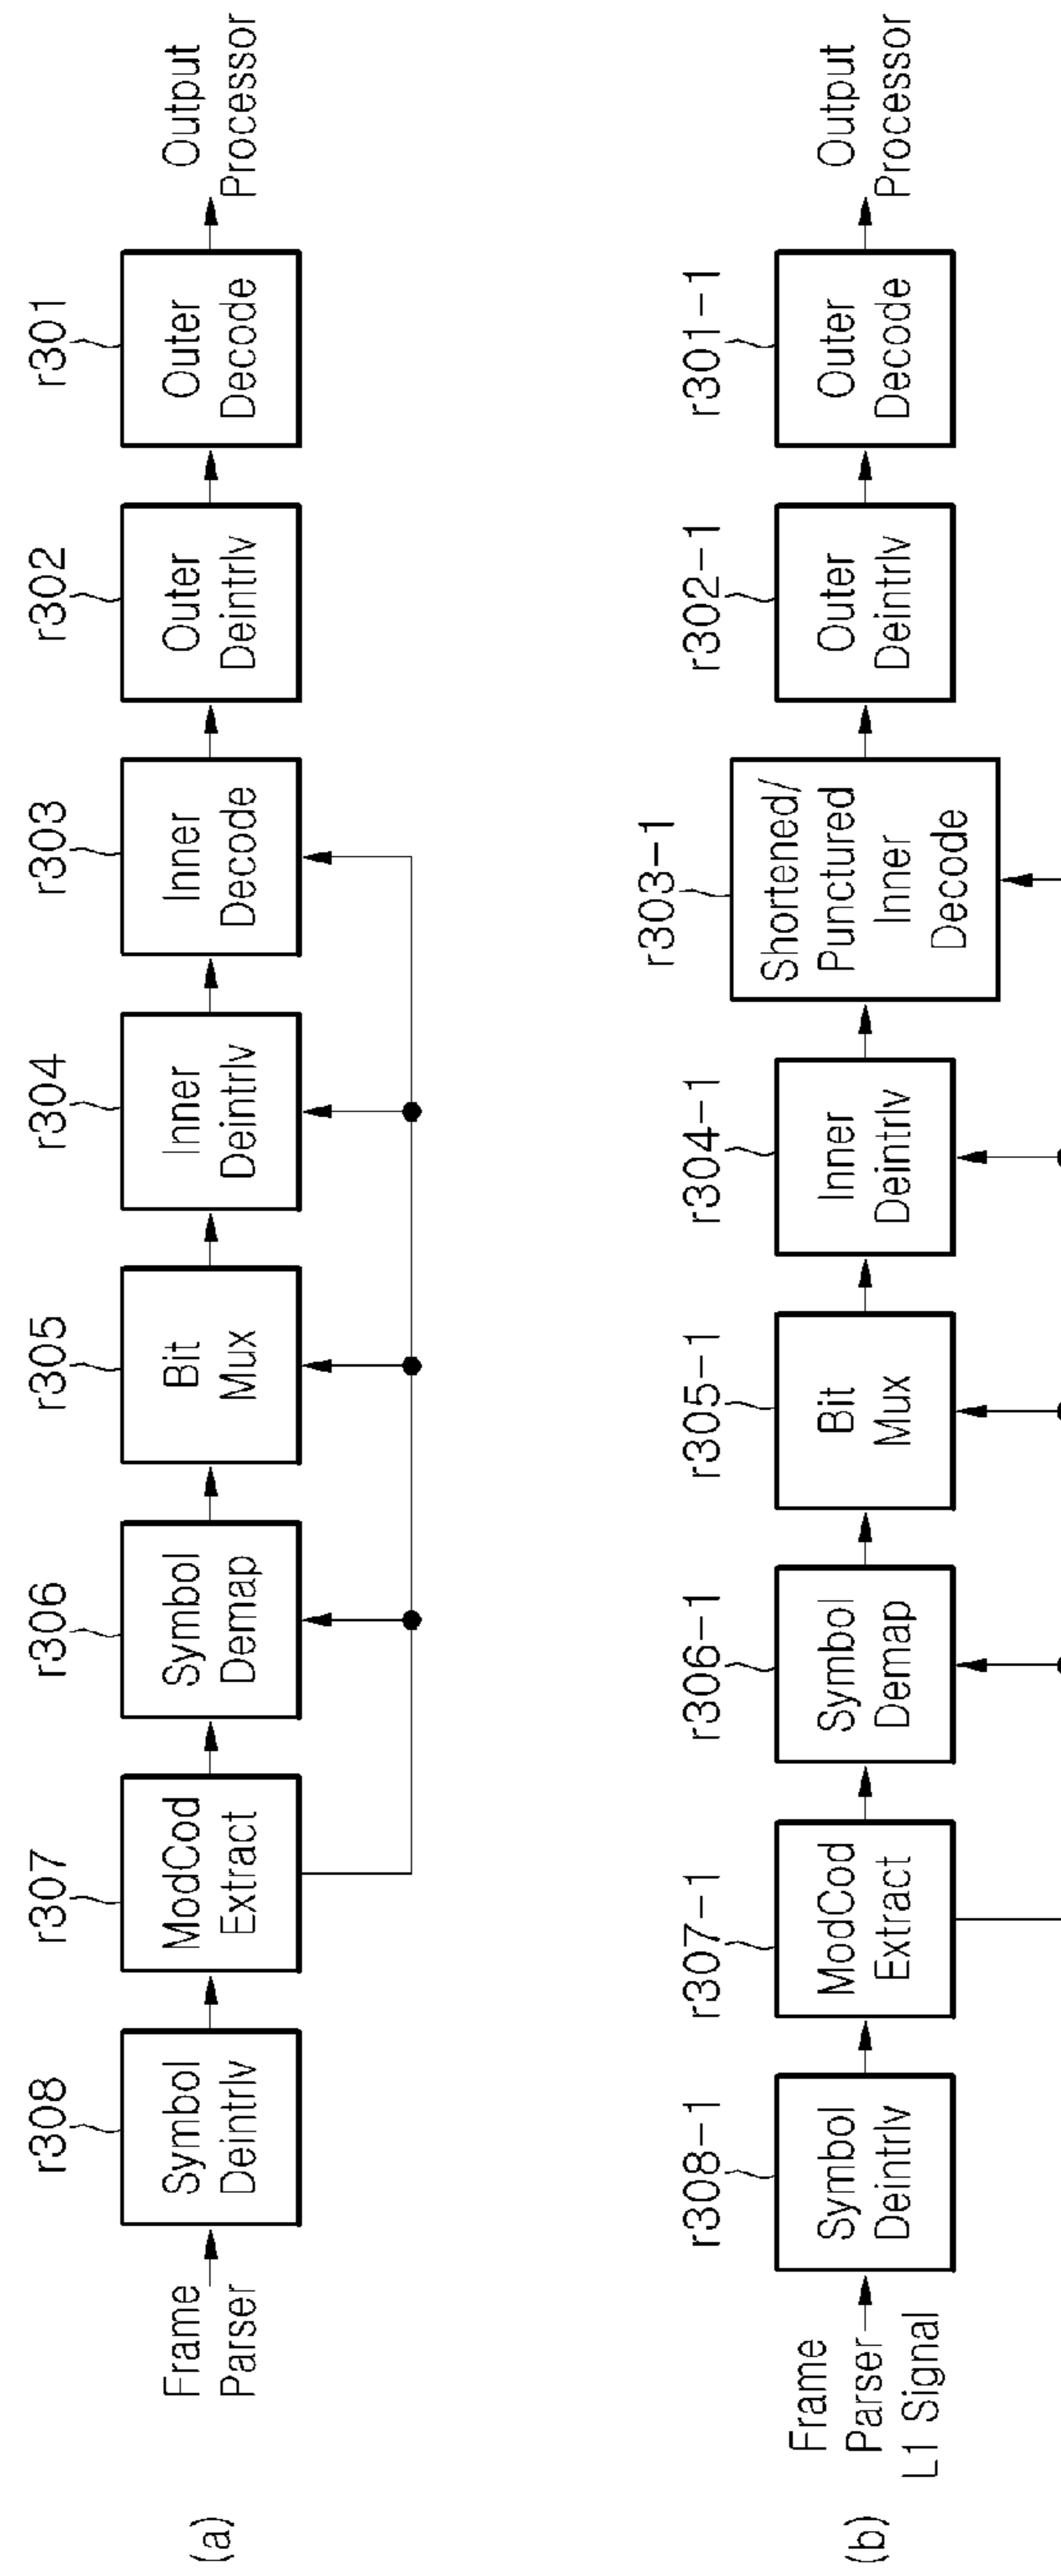 (a)
Frame
Parser
r308
Symbol
Deintrlv
r307
ModCod
Extract
r306
Symbol
Demap
r305
Bit
Mux
r304
Inner
Deintrlv
r303
Inner
Decode
r302
Outer
Deintrlv
r301
Outer
Decode
Output
Processor
(b)
Frame
Parser
L1 Signal
r308-1
Symbol
Deintrlv
r307-1
ModCod
Extract
r306-1
Symbol
Demap
r305-1
Bit
Mux
r304-1
Inner
Deintrlv
r303-1
Shortened/
Punctured
Inner
Decode
r302-1
Outer
Deintrlv
r301-1
Outer
Decode
Output
Processor